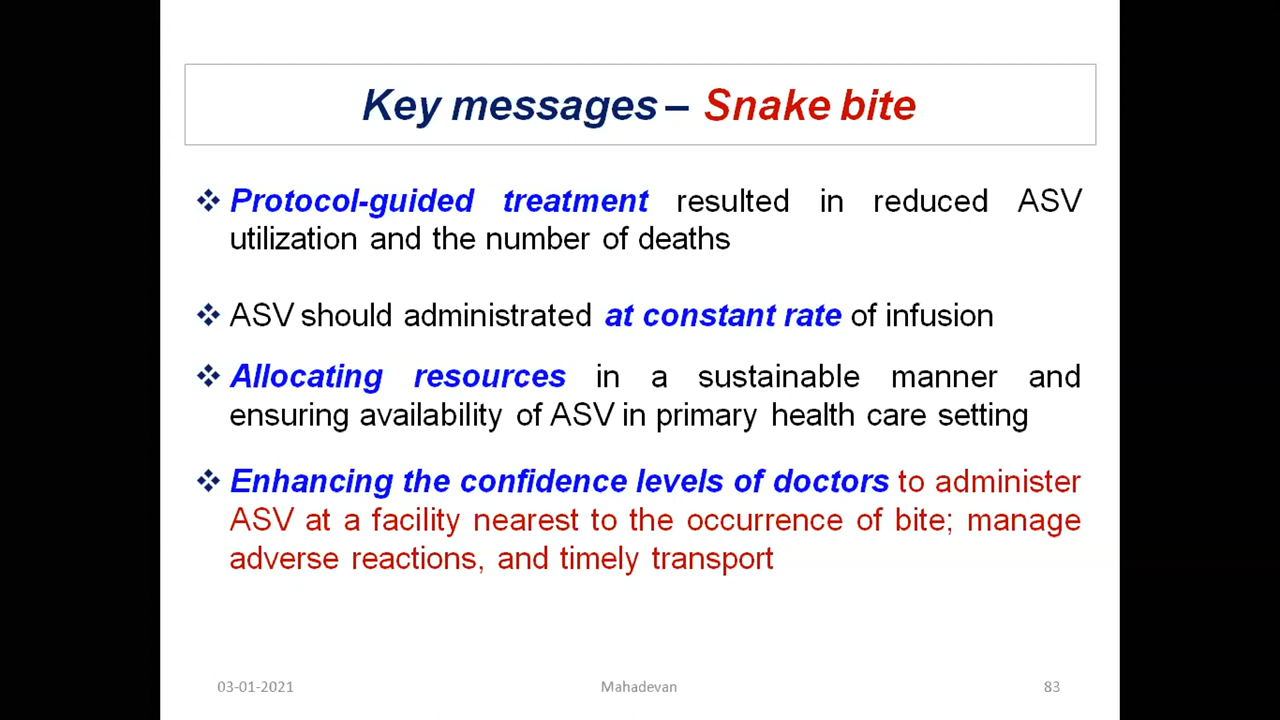 Key messages – Snake bite
❖ Protocol-guided treatment resulted in reduced ASV
utilization and the number of deaths
❖ ASV should administrated at constant rate of infusion
❖ Allocating resources in a sustainable manner and
ensuring availability of ASV in primary health care setting
❖ Enhancing the confidence levels of doctors to administer
ASV at a facility nearest to the occurrence of bite; manage
adverse reactions, and timely transport
03-01-2021 Mahadevan 83